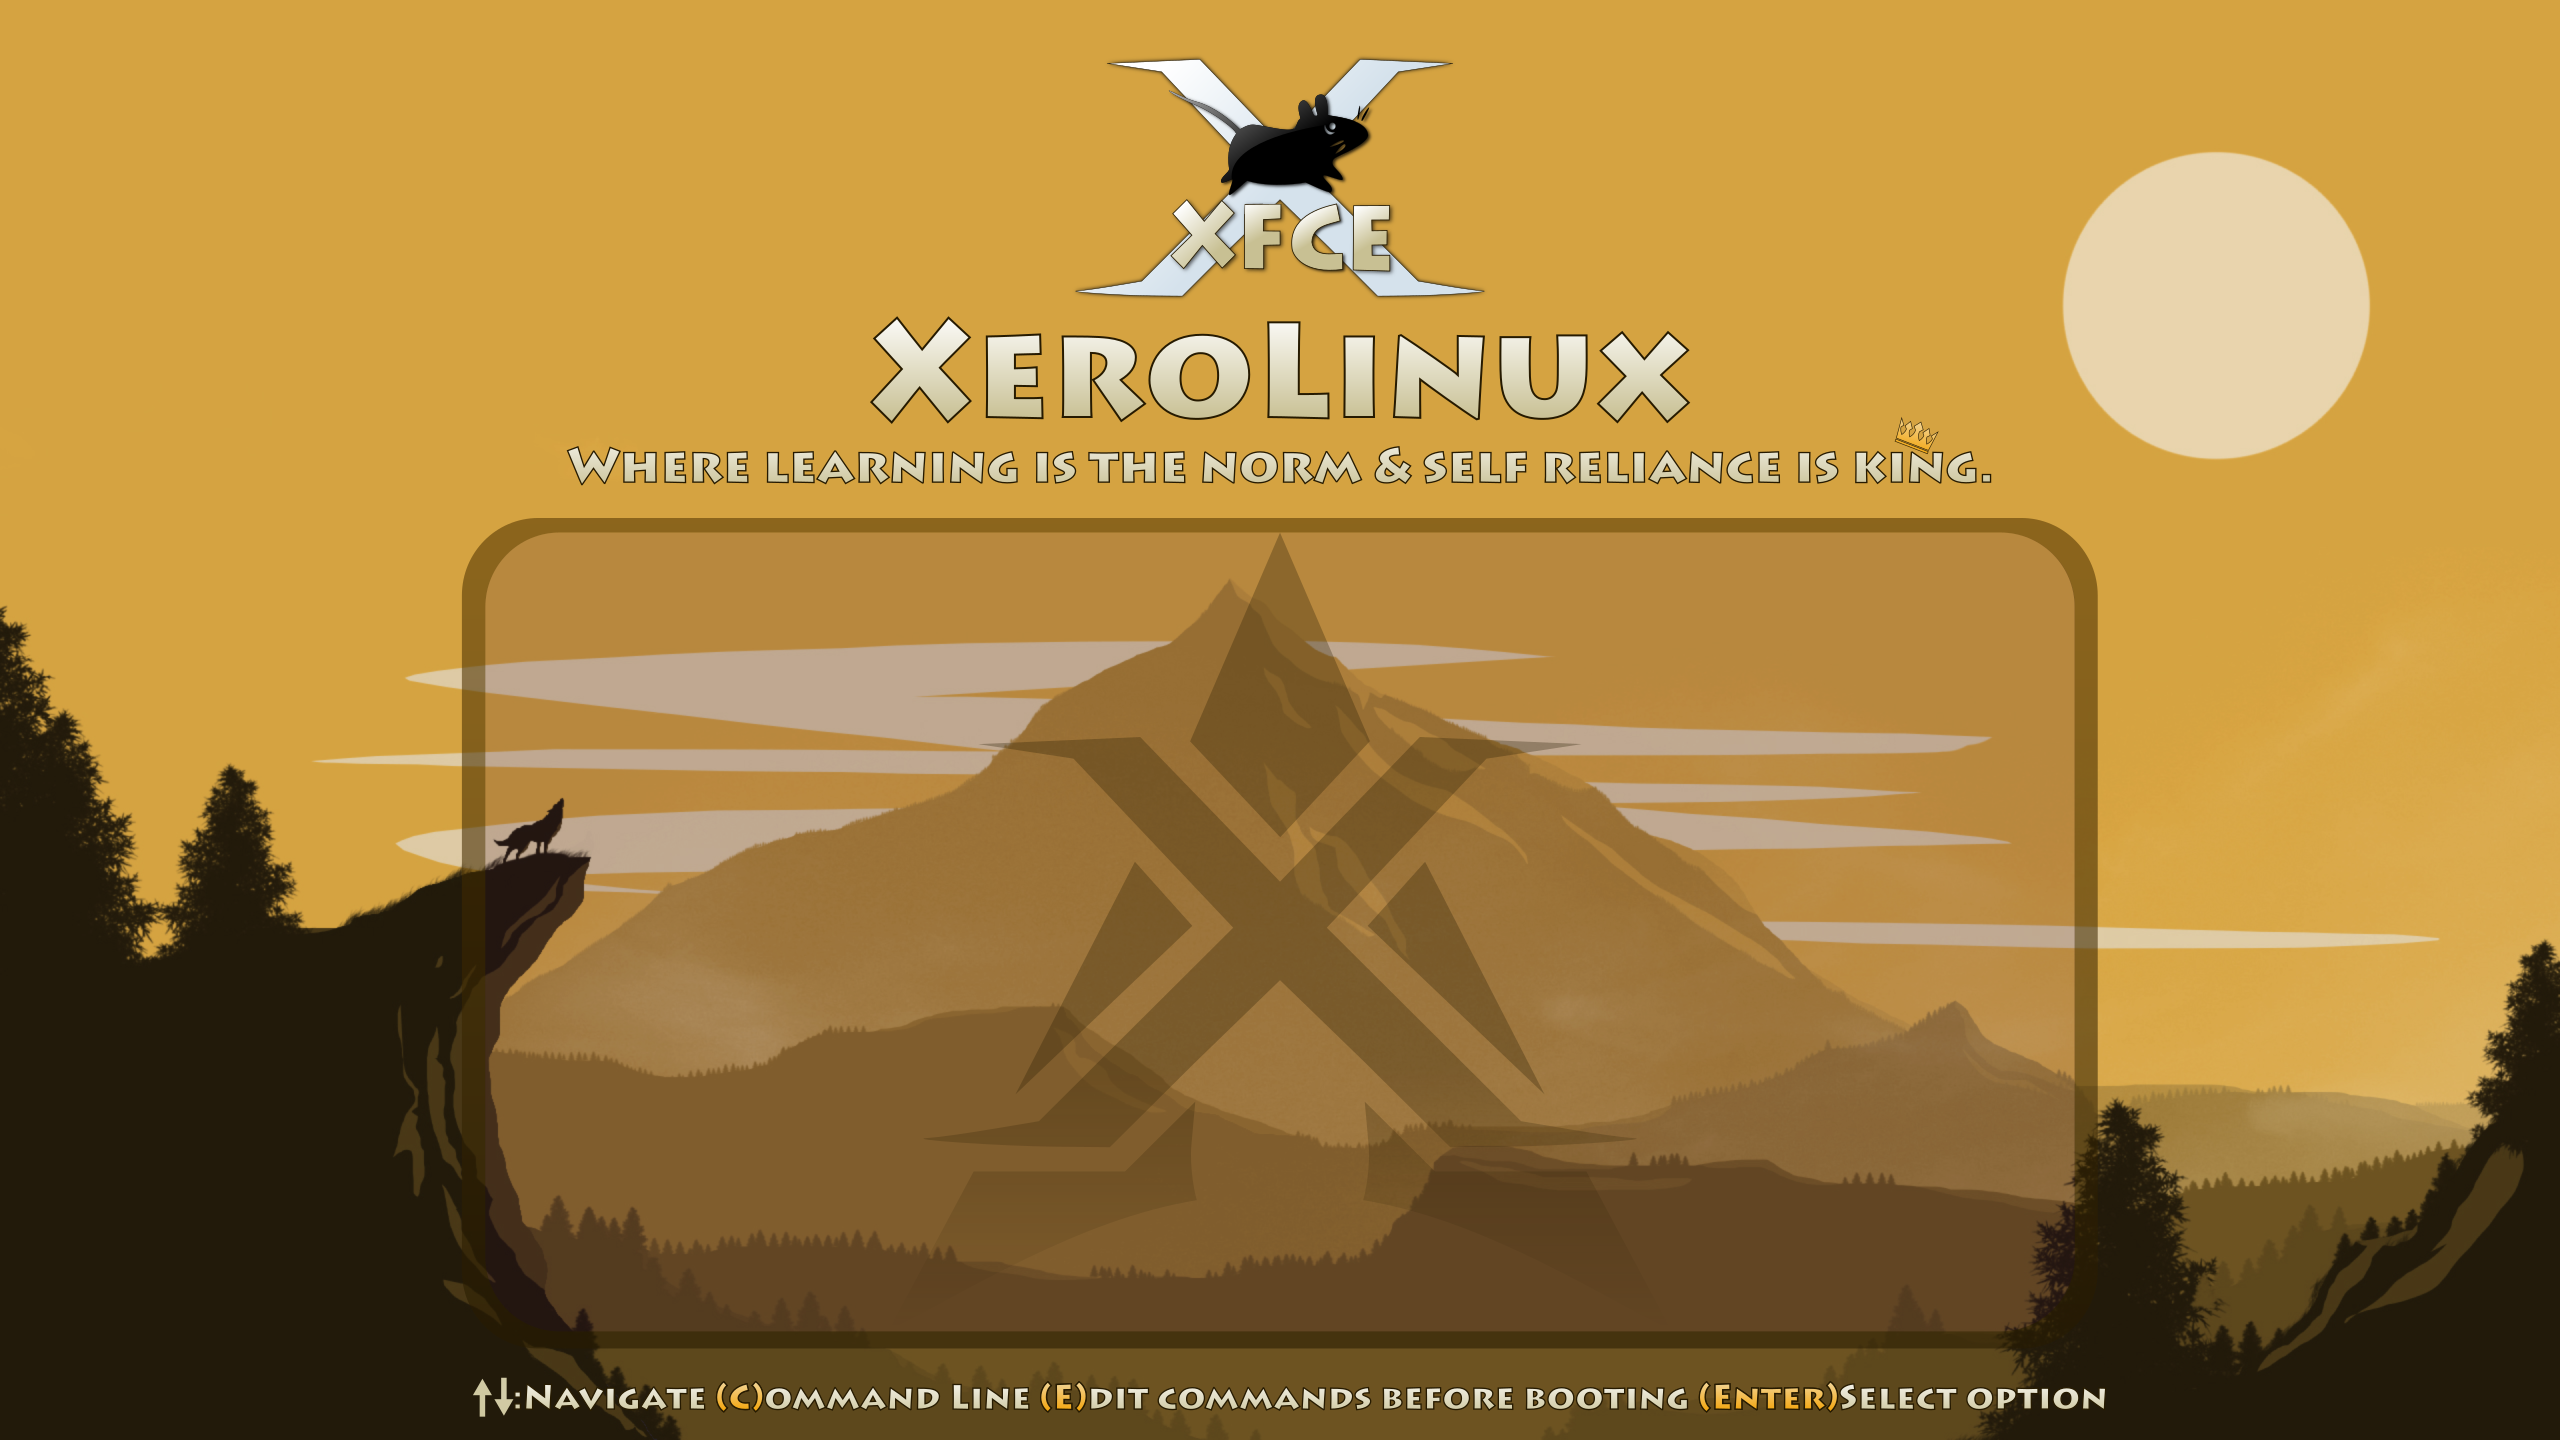 XFCE
XeroLinux
Where learning is the norm & self reliance is king.
↑↓:Navigate (C)ommand Line (E)dit commands before booting (Enter)Select option